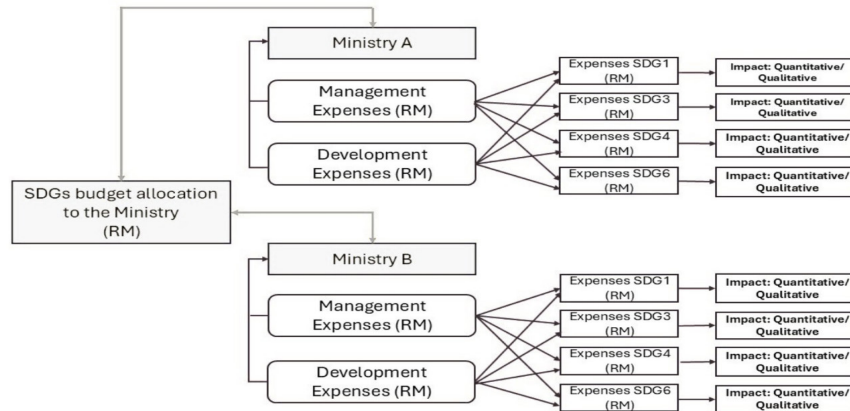 Ministry A
Management
Expenses (RM)
Development
Expenses (RM)
Expenses SDG1
(RM)
Impact: Quantitative/
Qualitative
Expenses SDG3
(RM)
Impact: Quantitative/
Qualitative
Expenses SDG4
(RM)
Impact: Quantitative/
Qualitative
Expenses SDG6
(RM)
Impact: Quantitative/
Qualitative
SDGs budget allocation
to the Ministry
(RM)
Ministry B
Management
Expenses (RM)
Development
Expenses (RM)
Expenses SDG1
(RM)
Impact: Quantitative/
Qualitative
Expenses SDG3
(RM)
Impact: Quantitative/
Qualitative
Expenses SDG4
(RM)
Impact: Quantitative/
Qualitative
Expenses SDG6
(RM)
Impact: Quantitative/
Qualitative